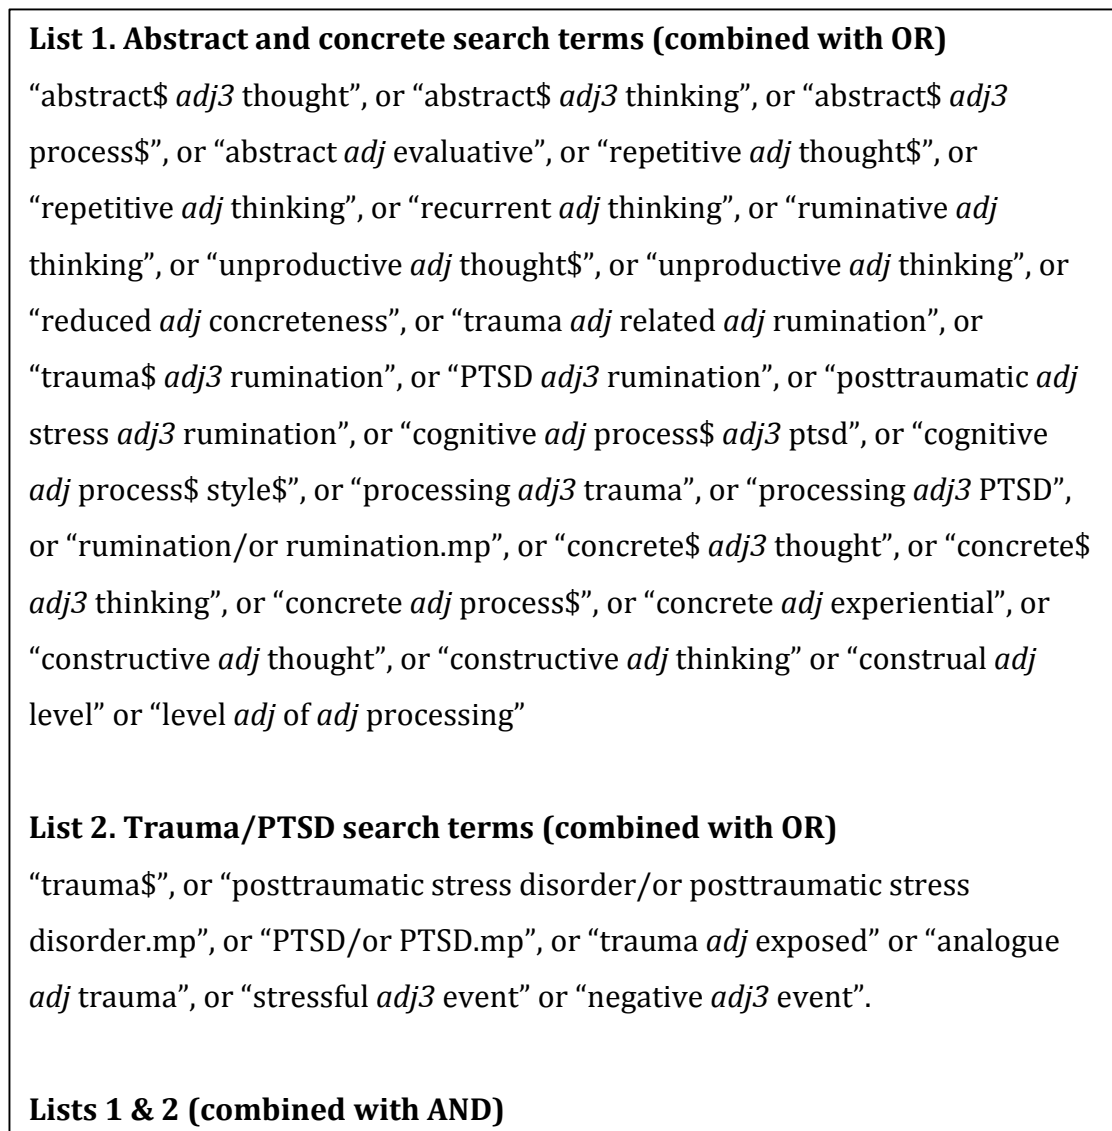 List 1. Abstract and concrete search terms (combined with OR)
“abstract$ adj3 thought”, or “abstract$ adj3 thinking”, or “abstract$ adj3
process$”, or “abstract adj evaluative”, or “repetitive adj thought$”, or
“repetitive adj thinking”, or “recurrent adj thinking”, or “ruminative adj
thinking”, or “unproductive adj thought$”, or “unproductive adj thinking”, or
“reduced adj concreteness”, or “trauma adj related adj rumination”, or
“trauma$ adj3 rumination”, or “PTSD adj3 rumination”, or “posttraumatic adj
stress adj3 rumination”, or “cognitive adj process$ adj3 ptsd”, or “cognitive
adj process$ style$”, or “processing adj3 trauma”, or “processing adj3 PTSD”,
or “rumination/or rumination.mp”, or “concrete$ adj3 thought”, or “concrete$
adj3 thinking”, or “concrete adj process$”, or “concrete adj experiential”, or
“constructive adj thought”, or “constructive adj thinking” or “construal adj
level” or “level adj of adj processing”
List 2. Trauma/PTSD search terms (combined with OR)
“trauma$”, or “posttraumatic stress disorder/or posttraumatic stress
disorder.mp”, or “PTSD/or PTSD.mp”, or “trauma adj exposed” or “analogue
adj trauma”, or “stressful adj3 event” or “negative adj3 event”.
Lists 1 & 2 (combined with AND)